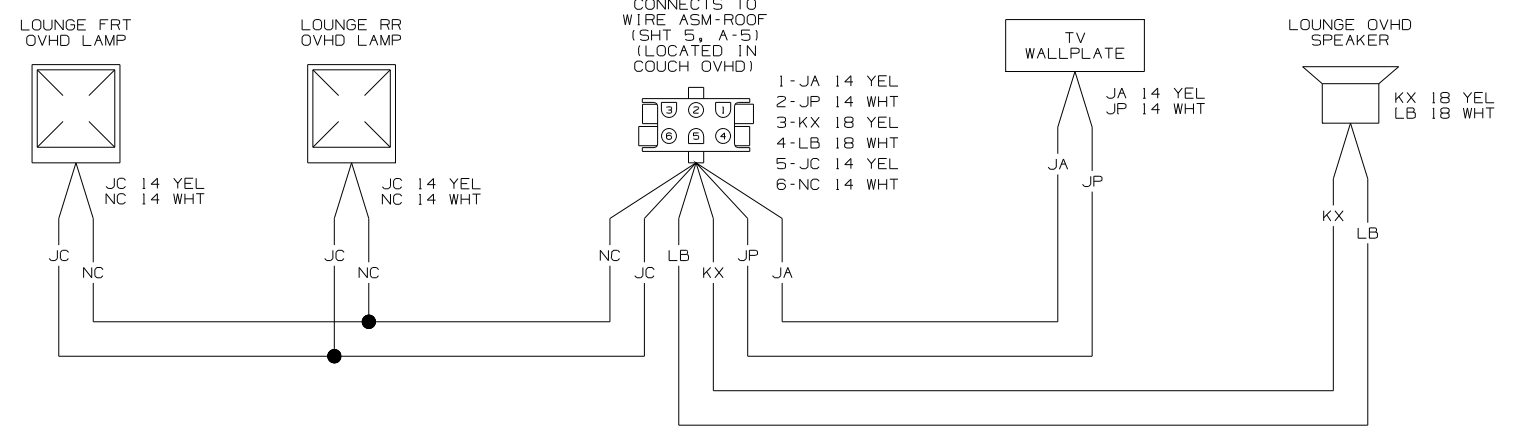 LOUNGE FRT
OVHD LAMP
JC 14 YEL
NC 14 WHT
JC
NC
LOUNGE RR
OVHD LAMP
JC 14 YEL
NC 14 WHT
JC
NC
CONNECTS TO
WIRE ASM-ROOF
(SHT 5, A-5)
(LOCATED IN
COUCH OVHD)
3 2 1
6 5 4
1-JA 14 YEL
2-JP 14 WHT
3-KX 18 YEL
4-LB 18 WHT
5-JC 14 YEL
6-NC 14 WHT
NC
JC
LB
KX
JP
JA
TV
WALLPLATE
JA 14 YEL
JP 14 WHT
JA
JP
LOUNGE OVHD
SPEAKER
KX 18 YEL
LB 18 WHT
KX
LB